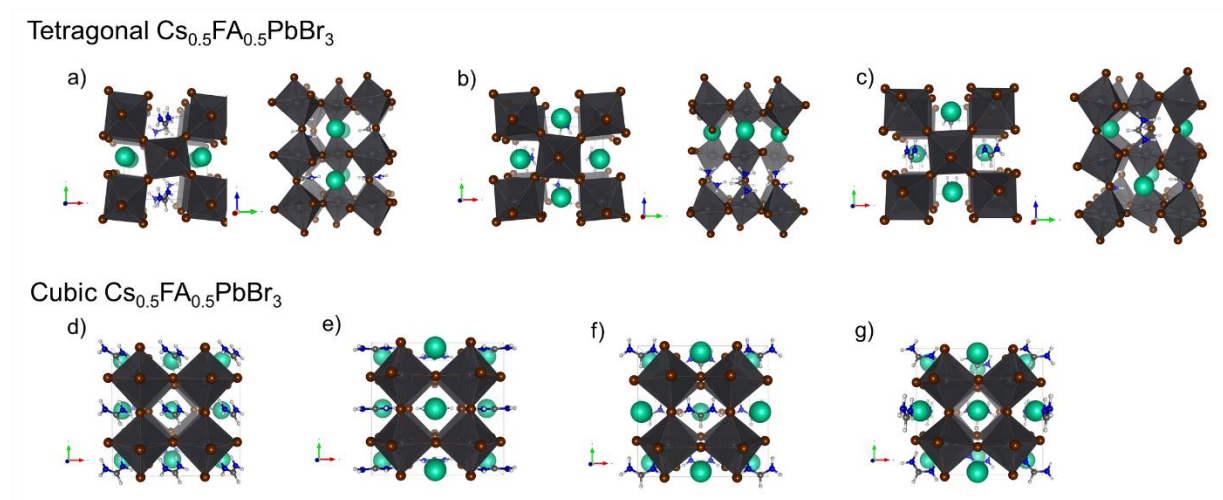 Tetragonal Cs0.5FA0.5PbBr3
a) b) c)
Cubic Cs0.5FA0.5PbBr3
d) e) f) g)